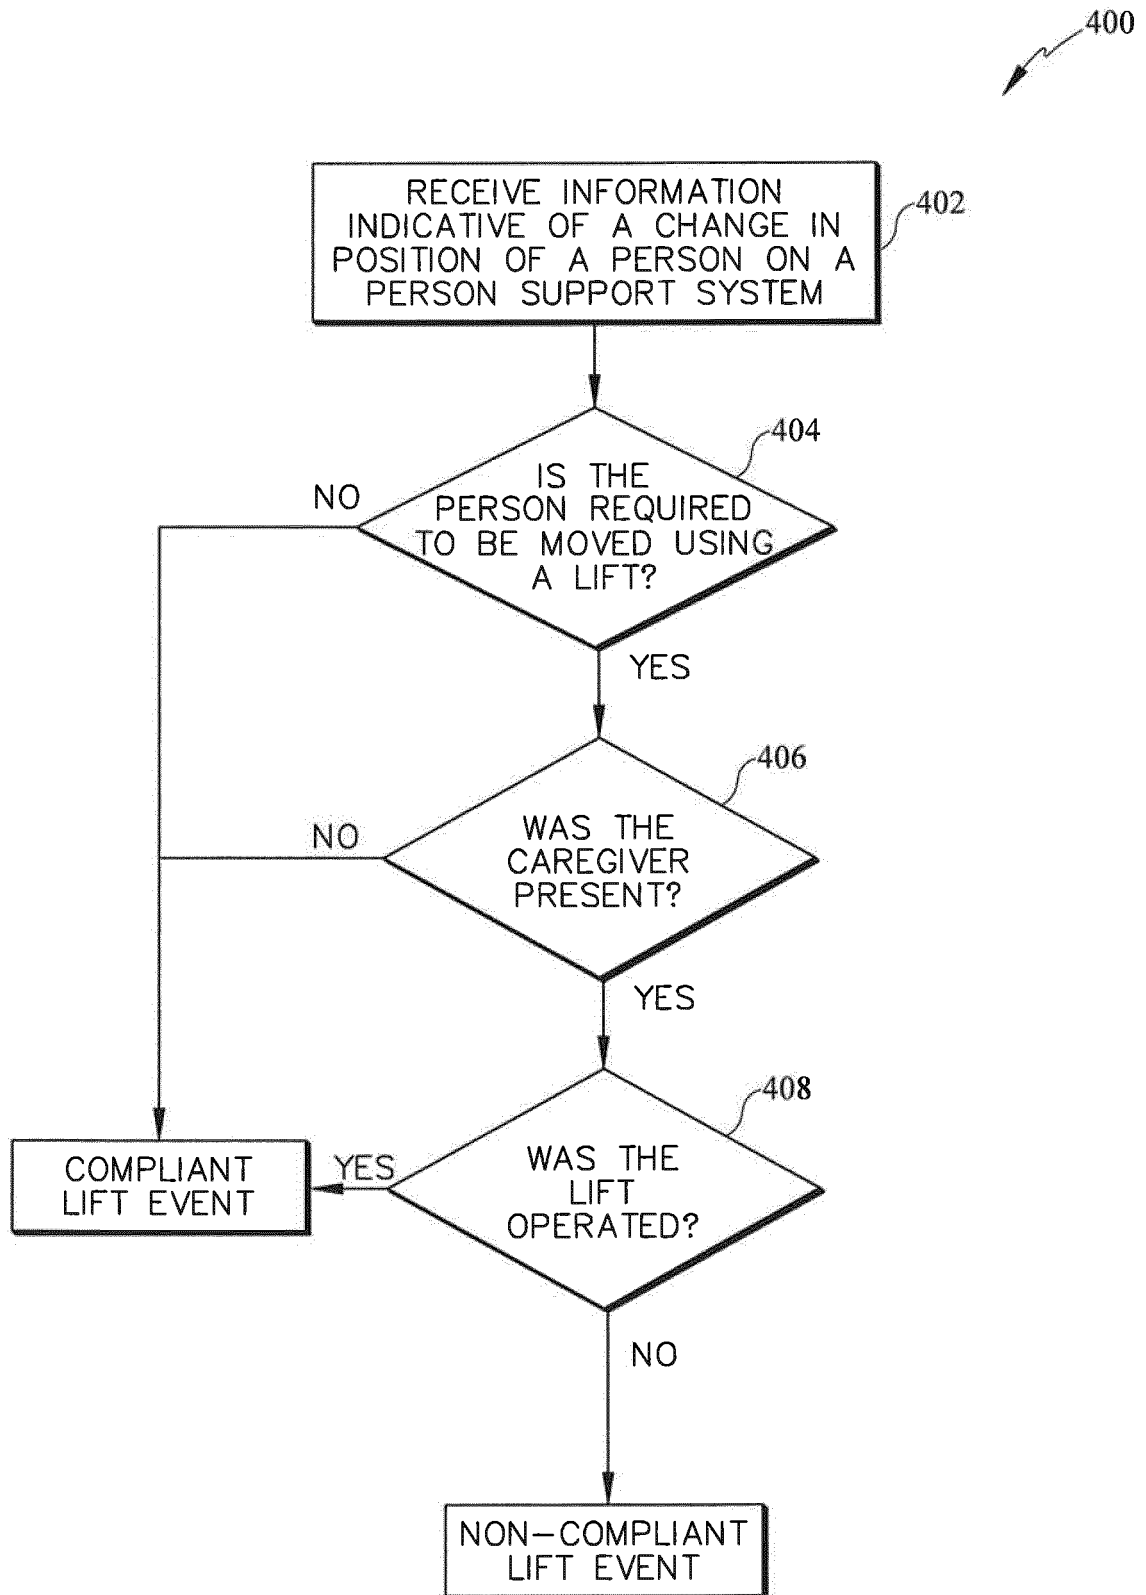 400
RECEIVE INFORMATION
INDICATIVE OF A CHANGE IN
POSITION OF A PERSON ON A
PERSON SUPPORT SYSTEM
402
404
IS THE
PERSON REQUIRED
TO BE MOVED USING
A LIFT?
NO
YES
406
WAS THE
CAREGIVER
PRESENT?
NO
YES
408
WAS THE
LIFT
OPERATED?
YES
COMPLIANT
LIFT EVENT
NO
NON-COMPLIANT
LIFT EVENT